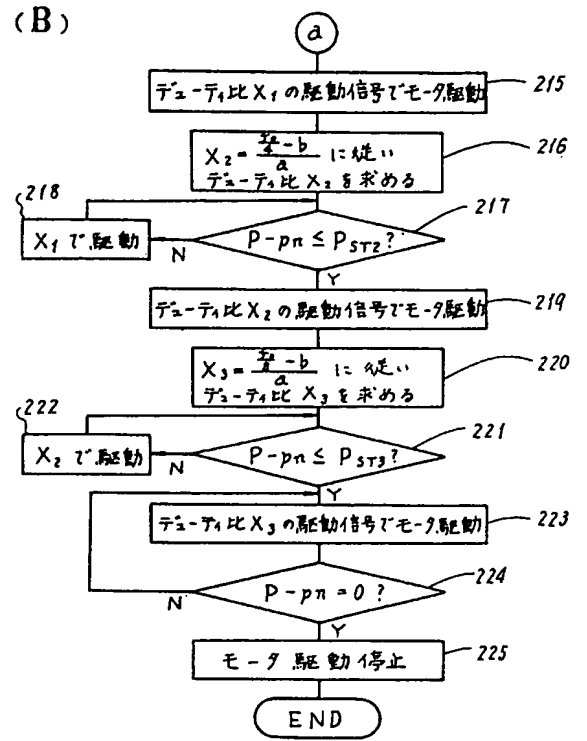 (B)
a
デューティ比X₁の駆動信号でモータ駆動
215
X₂ = (f₀/4 - b)/a に従い
デューティ比X₂を求める
216
218
X₁で駆動
N
P-pn ≤ P_ST2?
217
Y
デューティ比X₂の駆動信号でモータ駆動
219
X₃ = ( - b)/a に従い
デューティ比X₃を求める
220
222
X₂で駆動
N
P-pn ≤ P_ST3?
221
Y
デューティ比X₃の駆動信号でモータ駆動
223
P-pn=0?
224
N
Y
モータ駆動停止
225
END